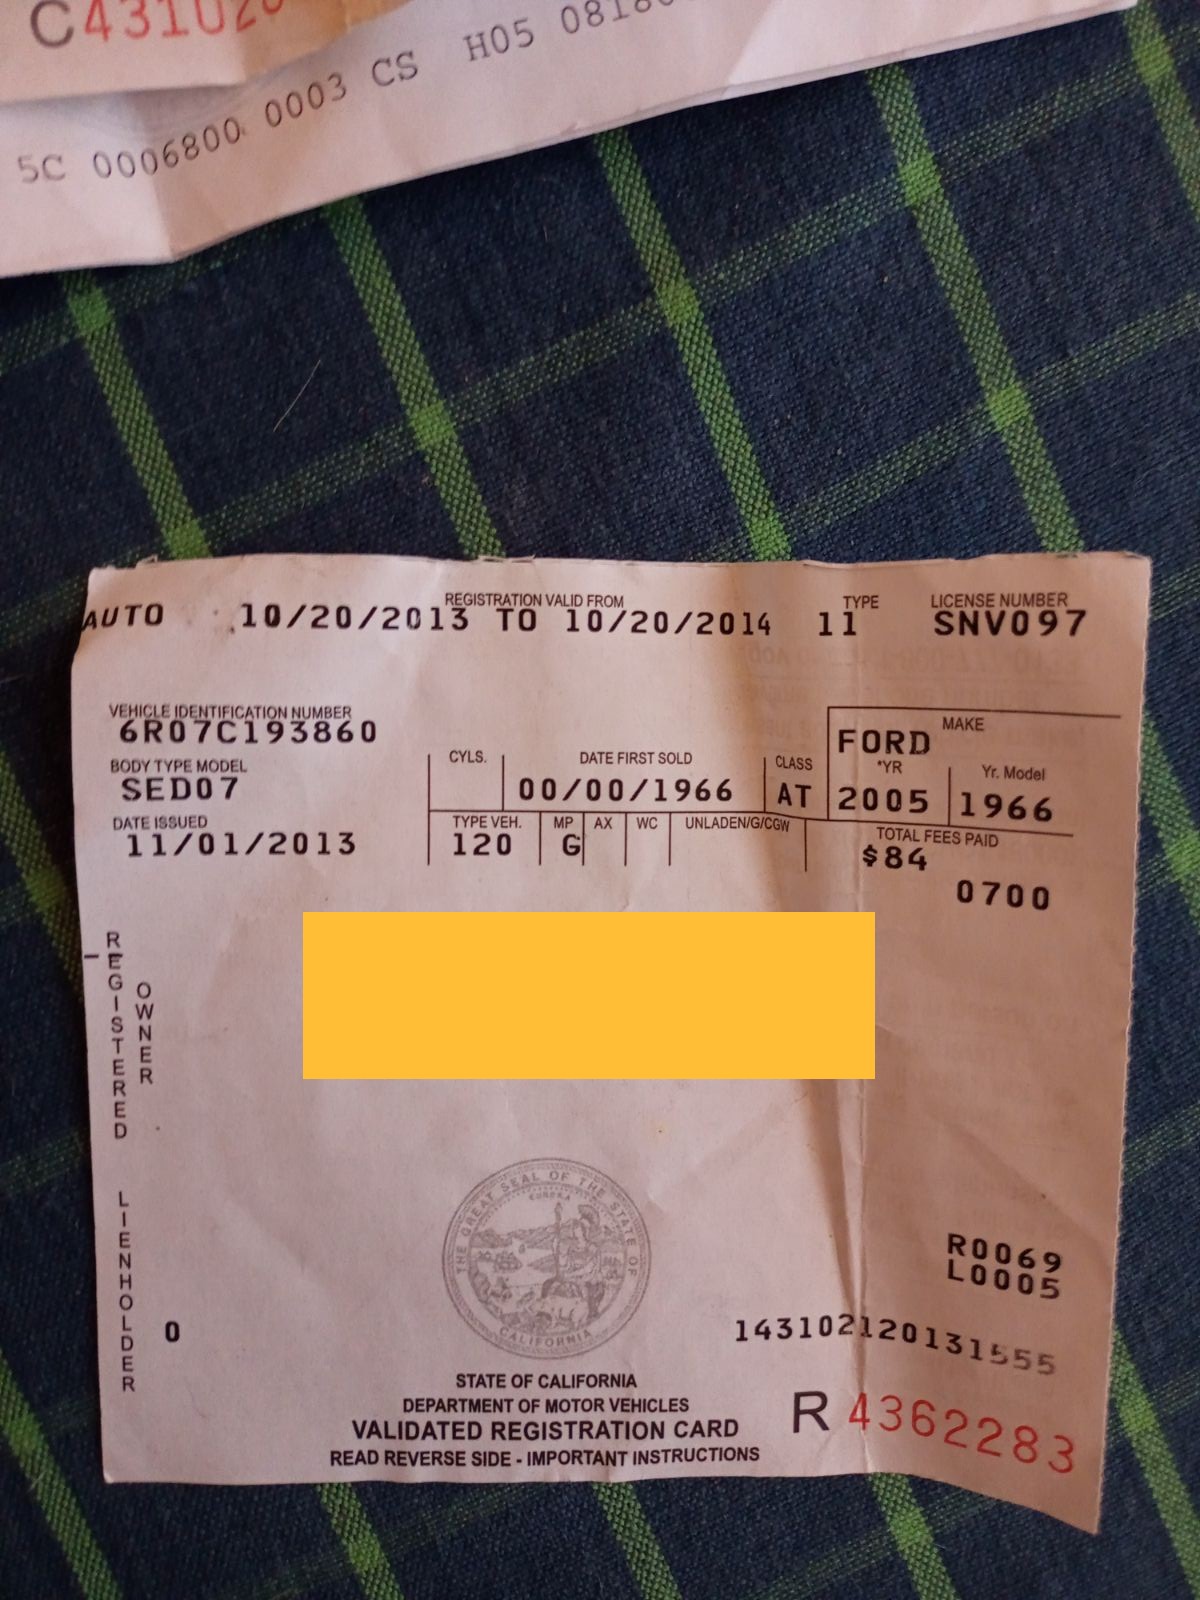 C43102
5C 0006800 0003 CS H05 0818
REGISTRATION VALID FROM TYPE LICENSE NUMBER
AUTO 10/20/2013 TO 10/20/2014 11 SNV097
VEHICLE IDENTIFICATION NUMBER MAKE
6R07C193860 FORD
BODY TYPE MODEL CYLS. DATE FIRST SOLD CLASS *YR Yr. Model
SED07 00/00/1966 AT 2005 1966
DATE ISSUED TYPE VEH. MP AX WC UNLADEN/G/CGW TOTAL FEES PAID
11/01/2013 120 G $84
0700
REGISTERED
OWNER
LIENHOLDER
THE GREAT SEAL OF THE STATE OF CALIFORNIA
EUREKA
R0069
L0005
0
143102120131555
STATE OF CALIFORNIA
DEPARTMENT OF MOTOR VEHICLES
VALIDATED REGISTRATION CARD
READ REVERSE SIDE - IMPORTANT INSTRUCTIONS
R 4362283